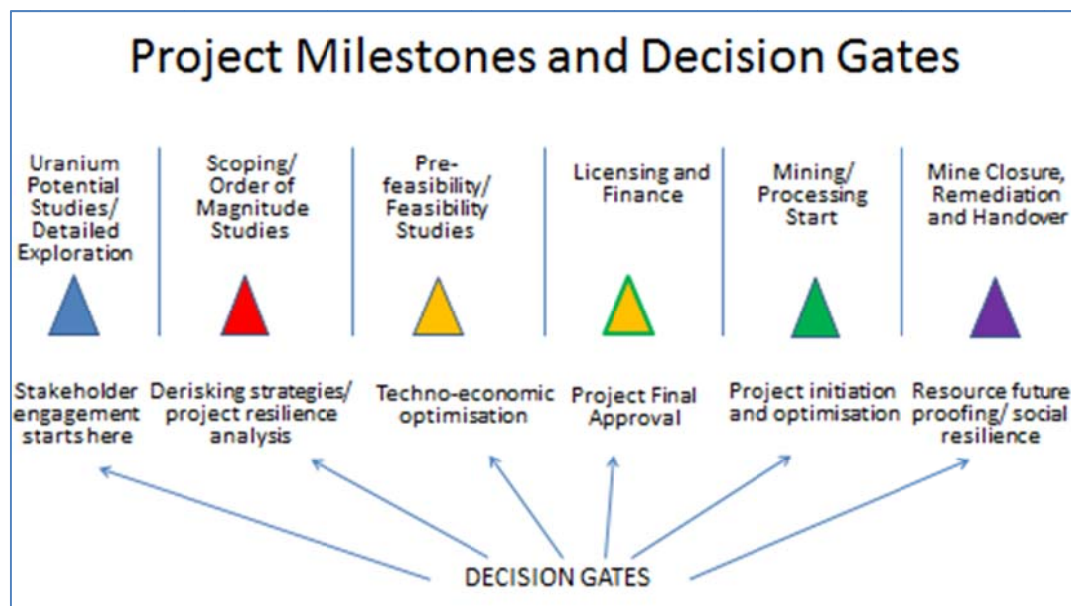 Project Milestones and Decision Gates
Uranium
Potential
Studies/
Detailed
Exploration
Scoping/
Order of
Magnitude
Studies
Pre-
feasibility/
Feasibility
Studies
Licensing and
Finance
Mining/
Processing
Start
Mine Closure,
Remediation
and Handover
Stakeholder
engagement
starts here
Derisking strategies/
project resilience
analysis
Techno-economic
optimisation
Project Final
Approval
Project initiation
and optimisation
Resource future
proofing/ social
resilience
DECISION GATES